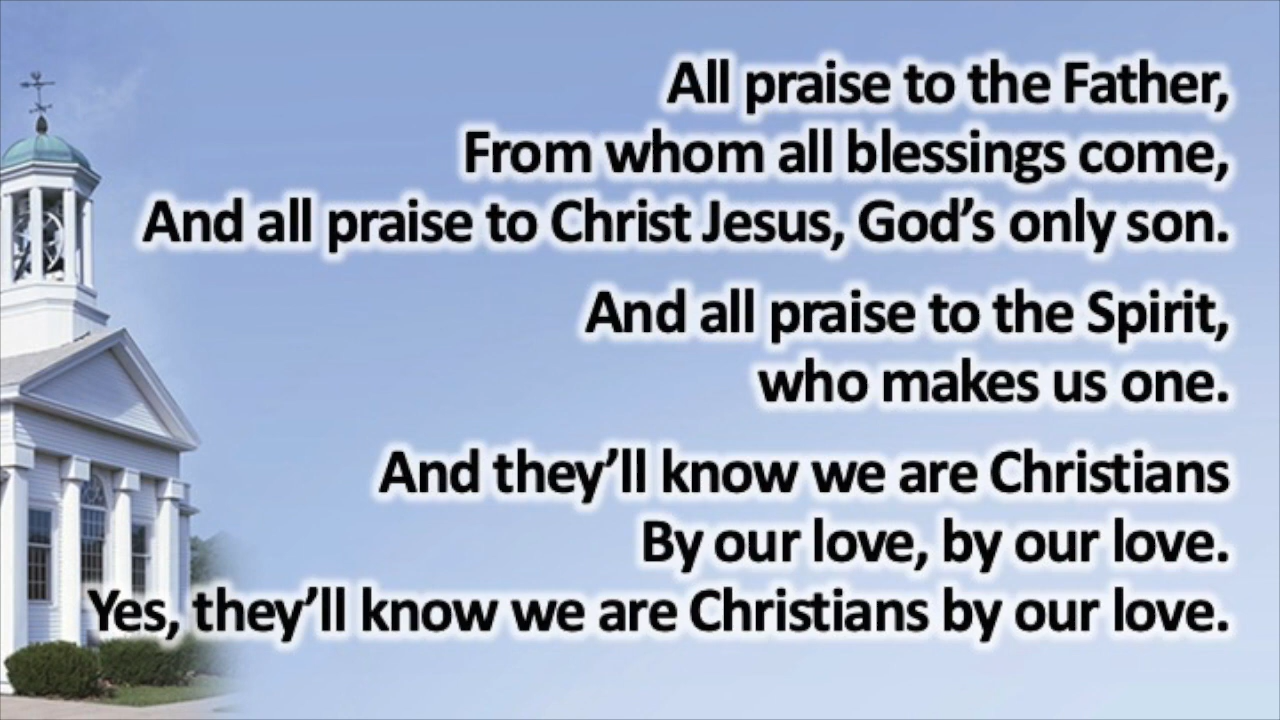 All praise to the Father,
From whom all blessings come,
And all praise to Christ Jesus, God’s only son.
And all praise to the Spirit,
who makes us one.
And they’ll know we are Christians
By our love, by our love.
Yes, they’ll know we are Christians by our love.